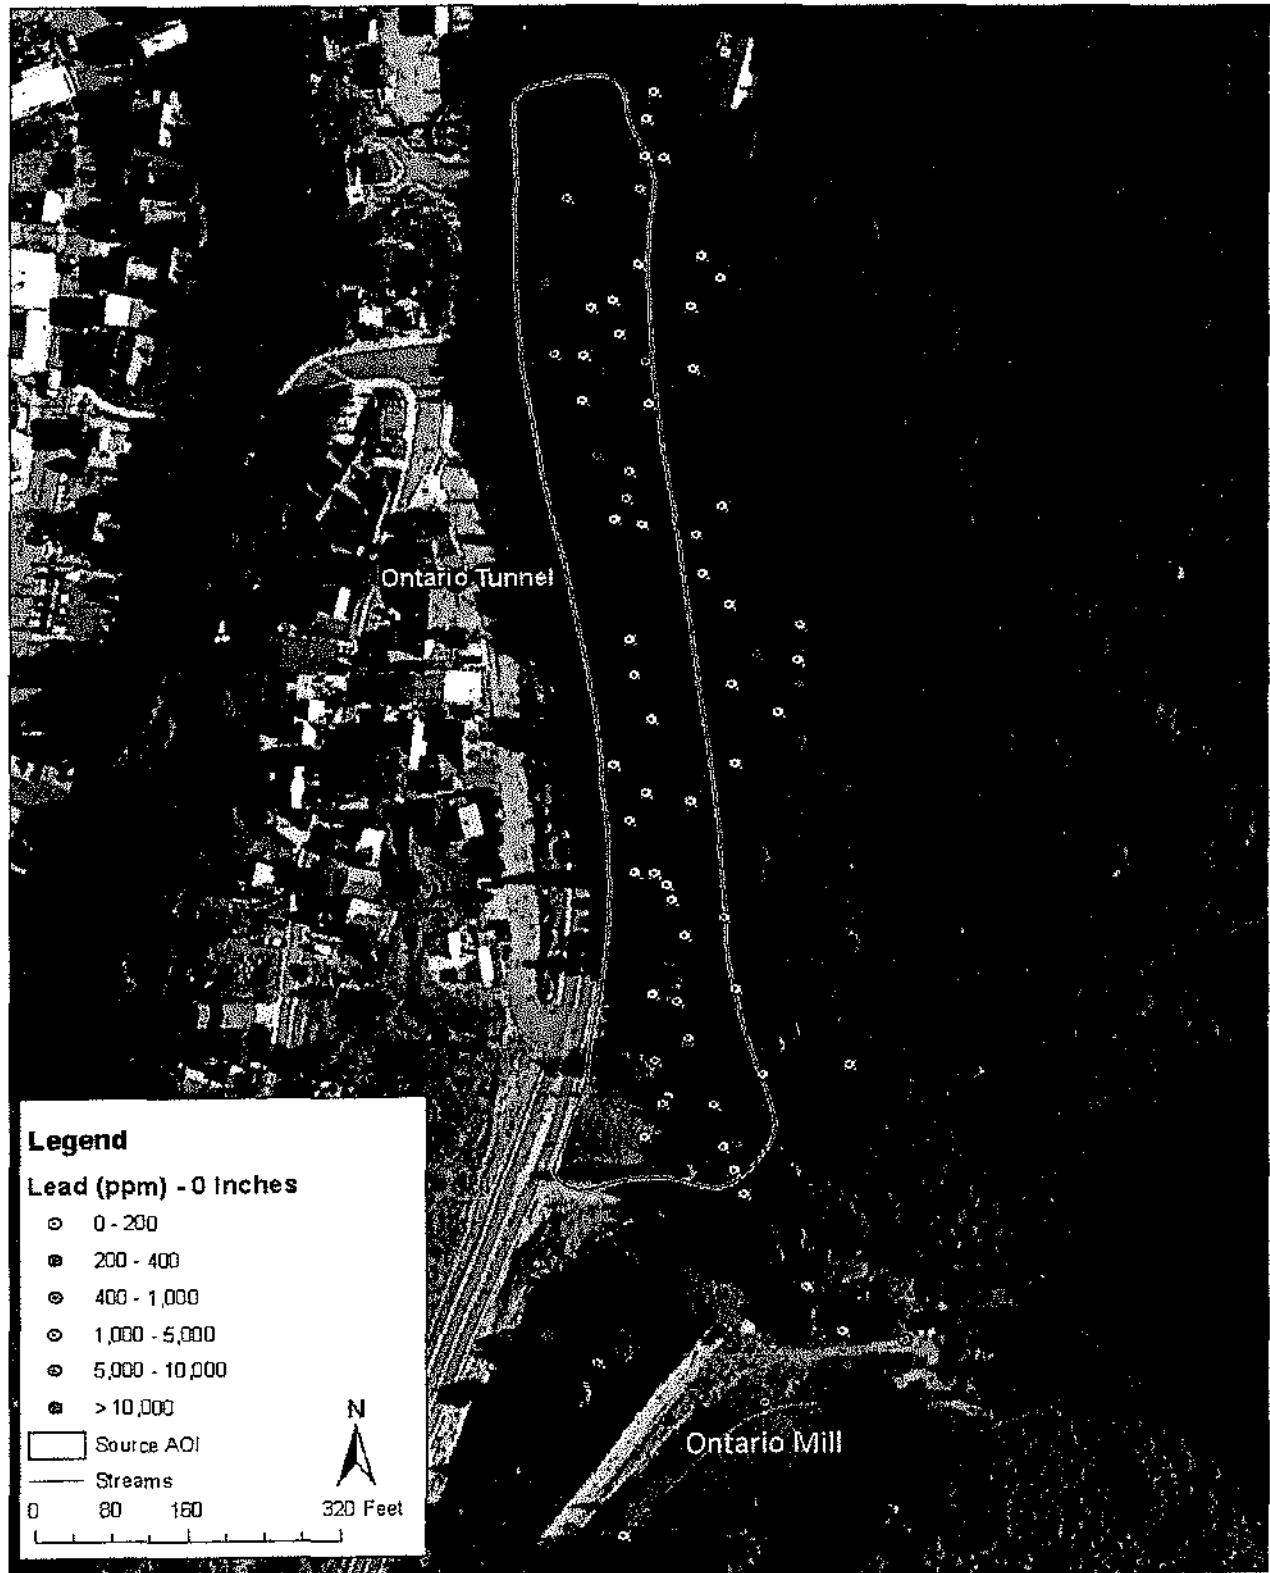 Ontario Tunnel
Legend
Lead (ppm) - 0 Inches
0 - 200
200 - 400
400 - 1,000
1,000 - 5,000
5,000 - 10,000
> 10,000
N
Source AOI
Streams
0 80 160 320 Feet
Ontario Mill